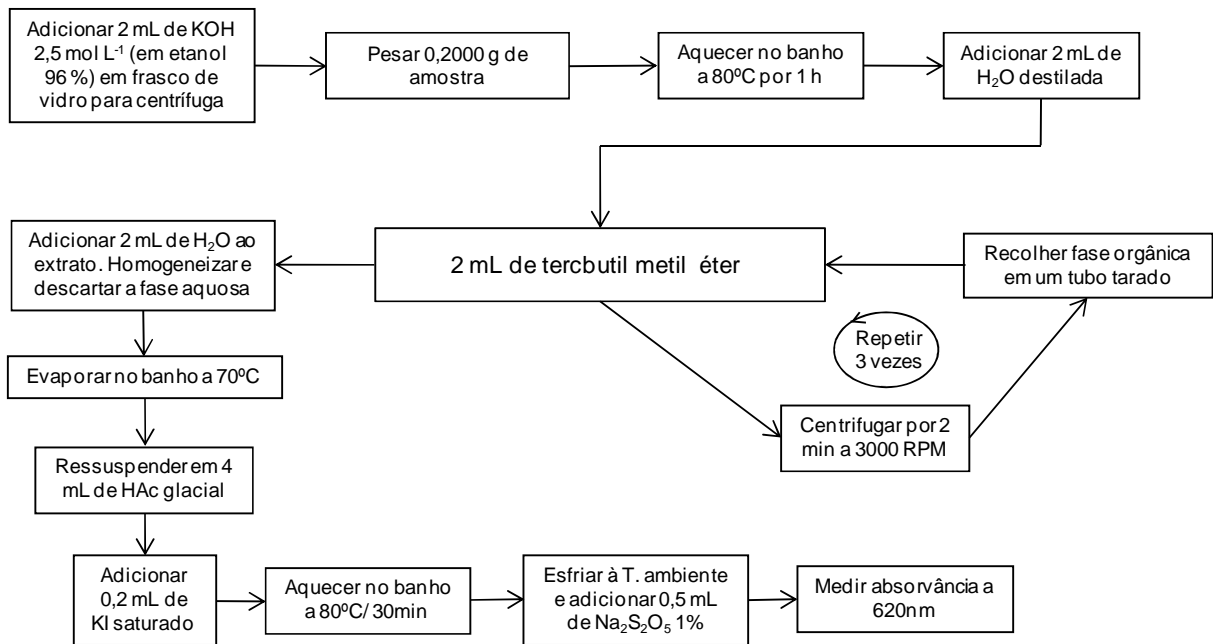 Adicionar 2 mL de KOH
2,5 mol L⁻¹ (em etanol
96 %) em frasco de
vidro para centrífuga
Pesar 0,2000 g de
amostra
Aquecer no banho
a 80ºC por 1 h
Adicionar 2 mL de
H₂O destilada
2 mL de tercbutil metil éter
Recolher fase orgânica
em um tubo tarado
Repetir
3 vezes
Centrifugar por 2
min a 3000 RPM
Adicionar 2 mL de H₂O ao
extrato. Homogeneizar e
descartar a fase aquosa
Evaporar no banho a 70ºC
Ressuspender em 4
mL de HAc glacial
Adicionar
0,2 mL de
KI saturado
Aquecer no banho
a 80ºC/ 30min
Esfriar à T. ambiente
e adicionar 0,5 mL
de Na₂S₂O₅ 1%
Medir absorvância a
620nm